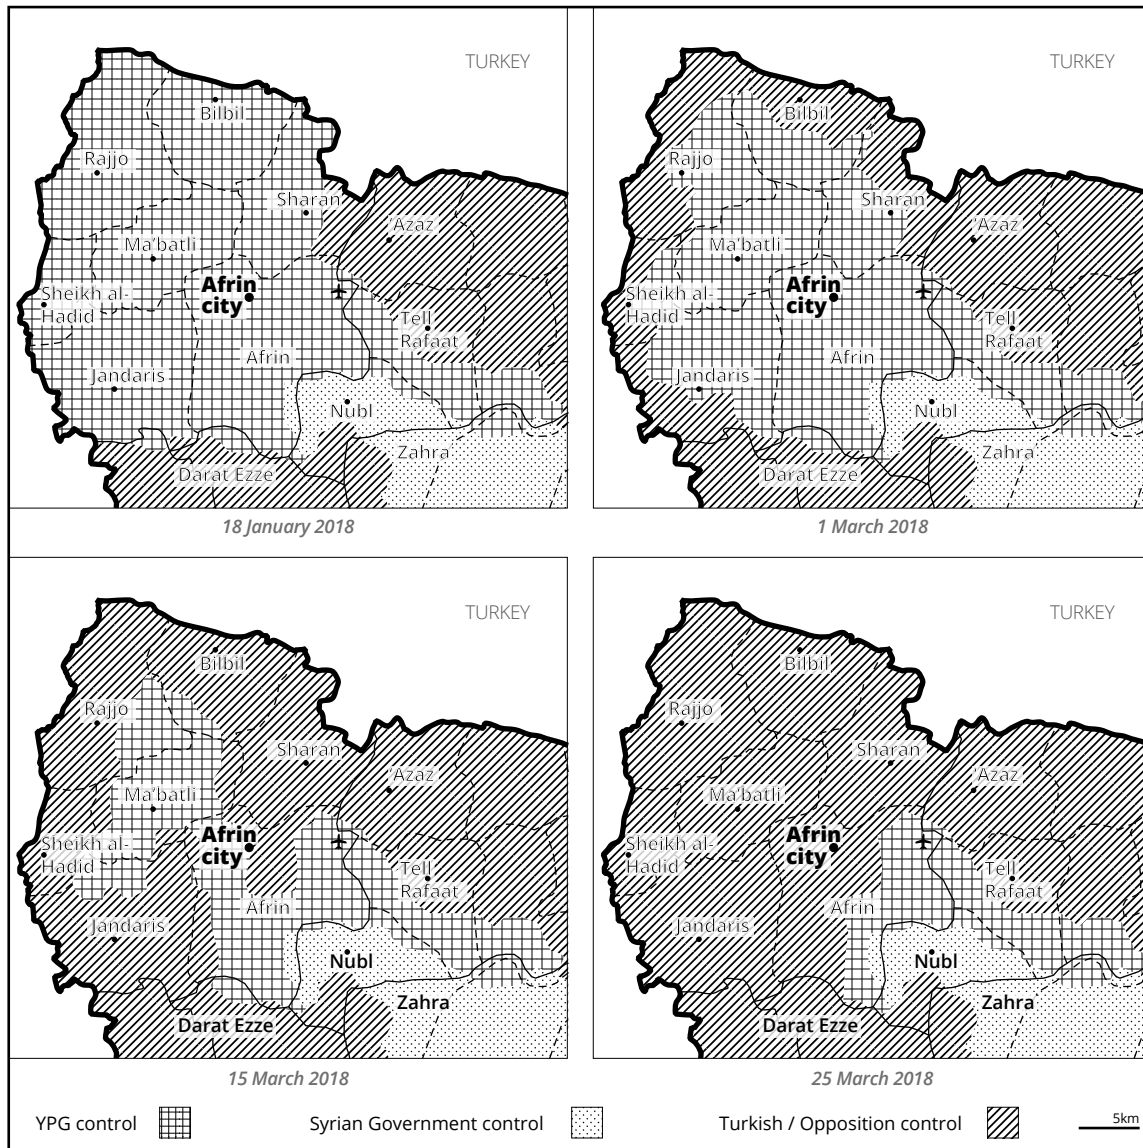 TURKEY
Bilbil
Rajjo
Sharan
'Azaz
Ma'batli
Afrin
city
Sheikh al-
Hadid
Tell
Rafaat
Afrin
Jandaris
Nubl
Zahra
Darat Ezze
18 January 2018
TURKEY
Bilbil
Rajjo
Sharan
'Azaz
Ma'batli
Afrin
city
Sheikh al-
Hadid
Tell
Rafaat
Afrin
Jandaris
Nubl
Zahra
Darat Ezze
1 March 2018
TURKEY
Bilbil
Rajjo
Sharan
'Azaz
Ma'batli
Afrin
city
Sheikh al-
Hadid
Tell
Rafaat
Afrin
Jandaris
Nubl
Zahra
Darat Ezze
15 March 2018
TURKEY
Bilbil
Rajjo
Sharan
'Azaz
Ma'batli
Afrin
city
Sheikh al-
Hadid
Tell
Rafaat
Afrin
Jandaris
Nubl
Zahra
Darat Ezze
25 March 2018
YPG control
Syrian Government control
Turkish / Opposition control
5km